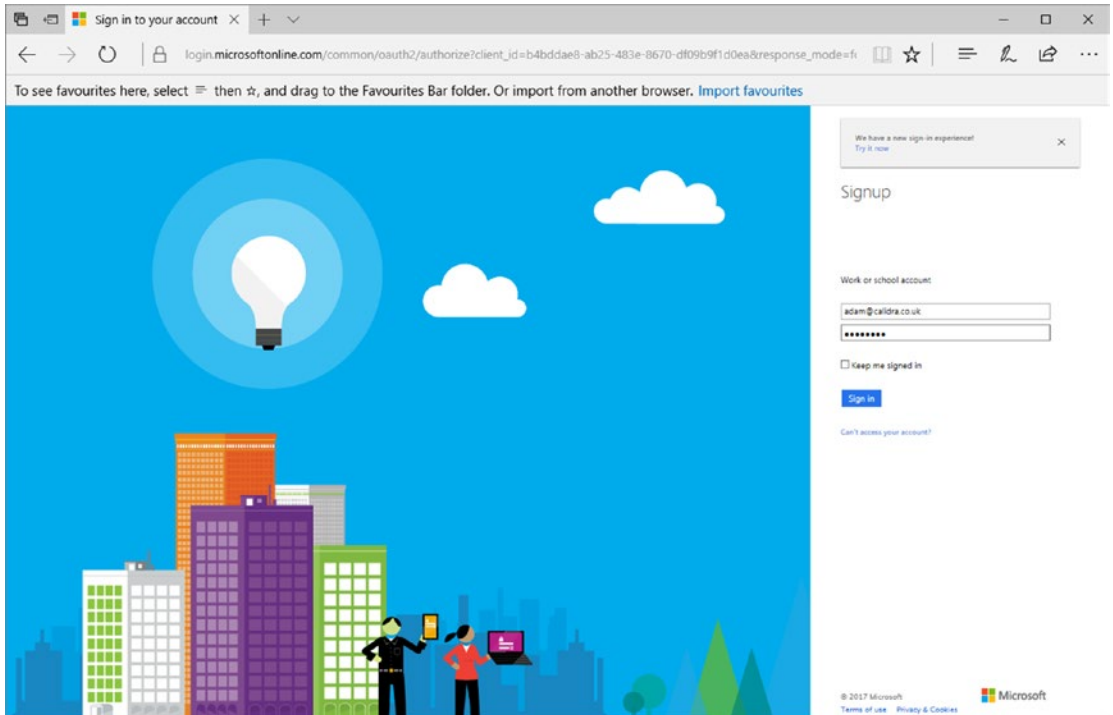 Sign in to your account
login.microsoftonline.com/common/oauth2/authorize?client_id=b4bddae8-ab25-483e-8670-df09b9f1d0ea&response_mode=f
To see favourites here, select then ☆, and drag to the Favourites Bar folder. Or import from another browser. Import favourites
We have a new sign-in experience!
Try it now
Signup
Work or school account
adam@calidra.co.uk
••••••••
Keep me signed in
Sign in
Can't access your account?
© 2017 Microsoft
Terms of use Privacy & Cookies
Microsoft